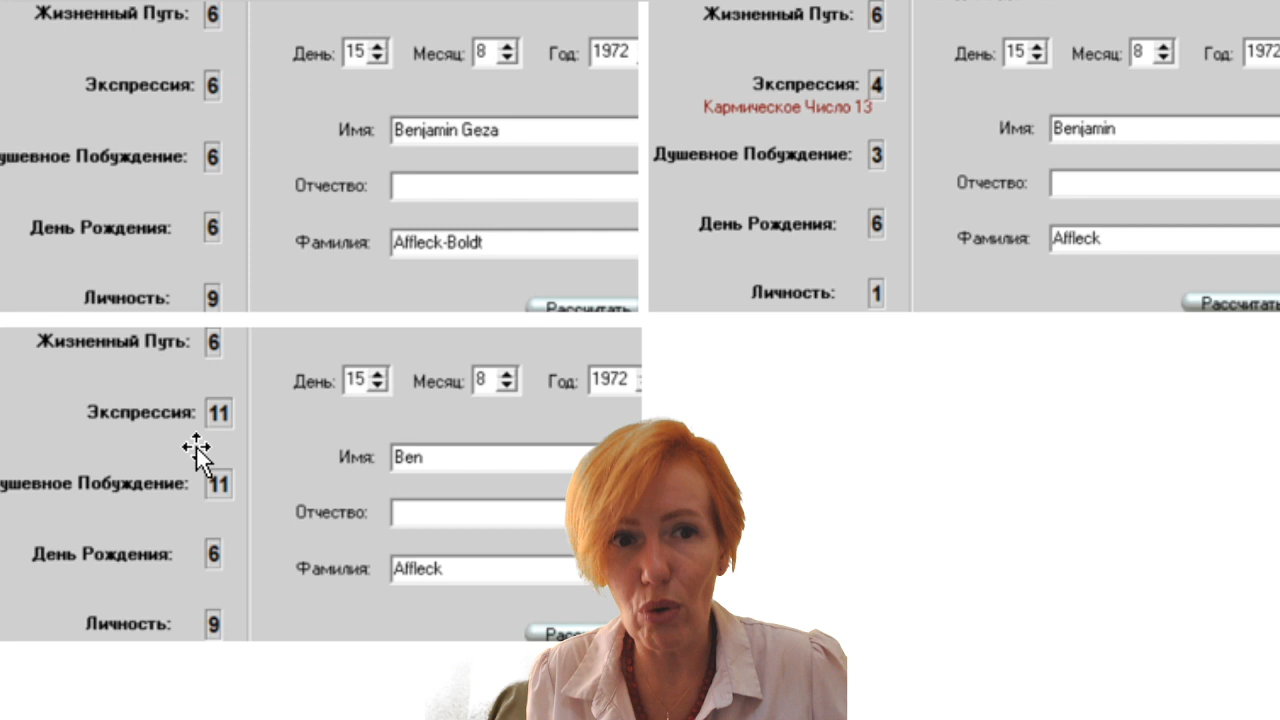 Жизненный Путь: 6
День: 15 Месяц: 8 Год: 1972
Экспрессия: 6
Имя: Benjamin Geza
ушевное Побуждение: 6
Отчество:
День Рождения: 6
Фамилия: Affleck-Boldt
Личность: 9
Рассчитать
Жизненный Путь: 6
День: 15 Месяц: 8 Год: 1972
Экспрессия: 4
Кармическое Число 13
Имя: Benjamin
Душевное Побуждение: 3
Отчество:
День Рождения: 6
Фамилия: Affleck
Личность: 1
Рассчитать
Жизненный Путь: 6
День: 15 Месяц: 8 Год: 1972
Экспрессия: 11
Имя: Ben
ушевное Побуждение: 11
Отчество:
День Рождения: 6
Фамилия: Affleck
Личность: 9
Расс